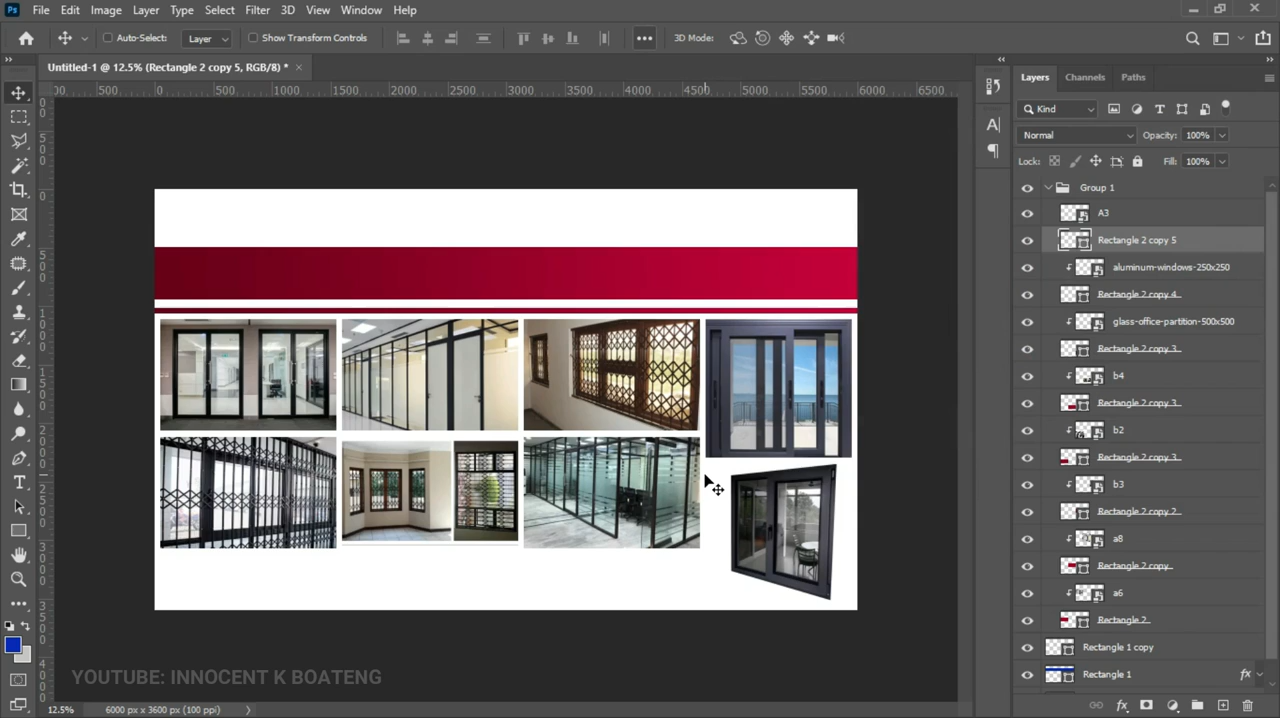 Ps File Edit Image Layer Type Select Filter 3D View Window Help
Auto-Select: Layer Show Transform Controls 3D Mode:
Untitled-1 @ 12.5% (Rectangle 2 copy 5, RGB/8) *
500 0 500 1000 1500 2000 2500 3000 3500 4000 4500 5000 5500 6000 6500
Layers Channels Paths
Kind
Normal Opacity: 100%
Lock: Fill: 100%
Group 1
A3
Rectangle 2 copy 5
aluminum-windows-250x250
Rectangle 2 copy 4
glass-office-partition-500x500
Rectangle 2 copy 3
b4
Rectangle 2 copy 3
b2
Rectangle 2 copy 3
b3
Rectangle 2 copy 2
a8
Rectangle 2 copy
a6
Rectangle 2
Rectangle 1 copy
Rectangle 1 fx
YOUTUBE: INNOCENT K BOATENG
12.5% 6000 px x 3600 px (100 ppi)